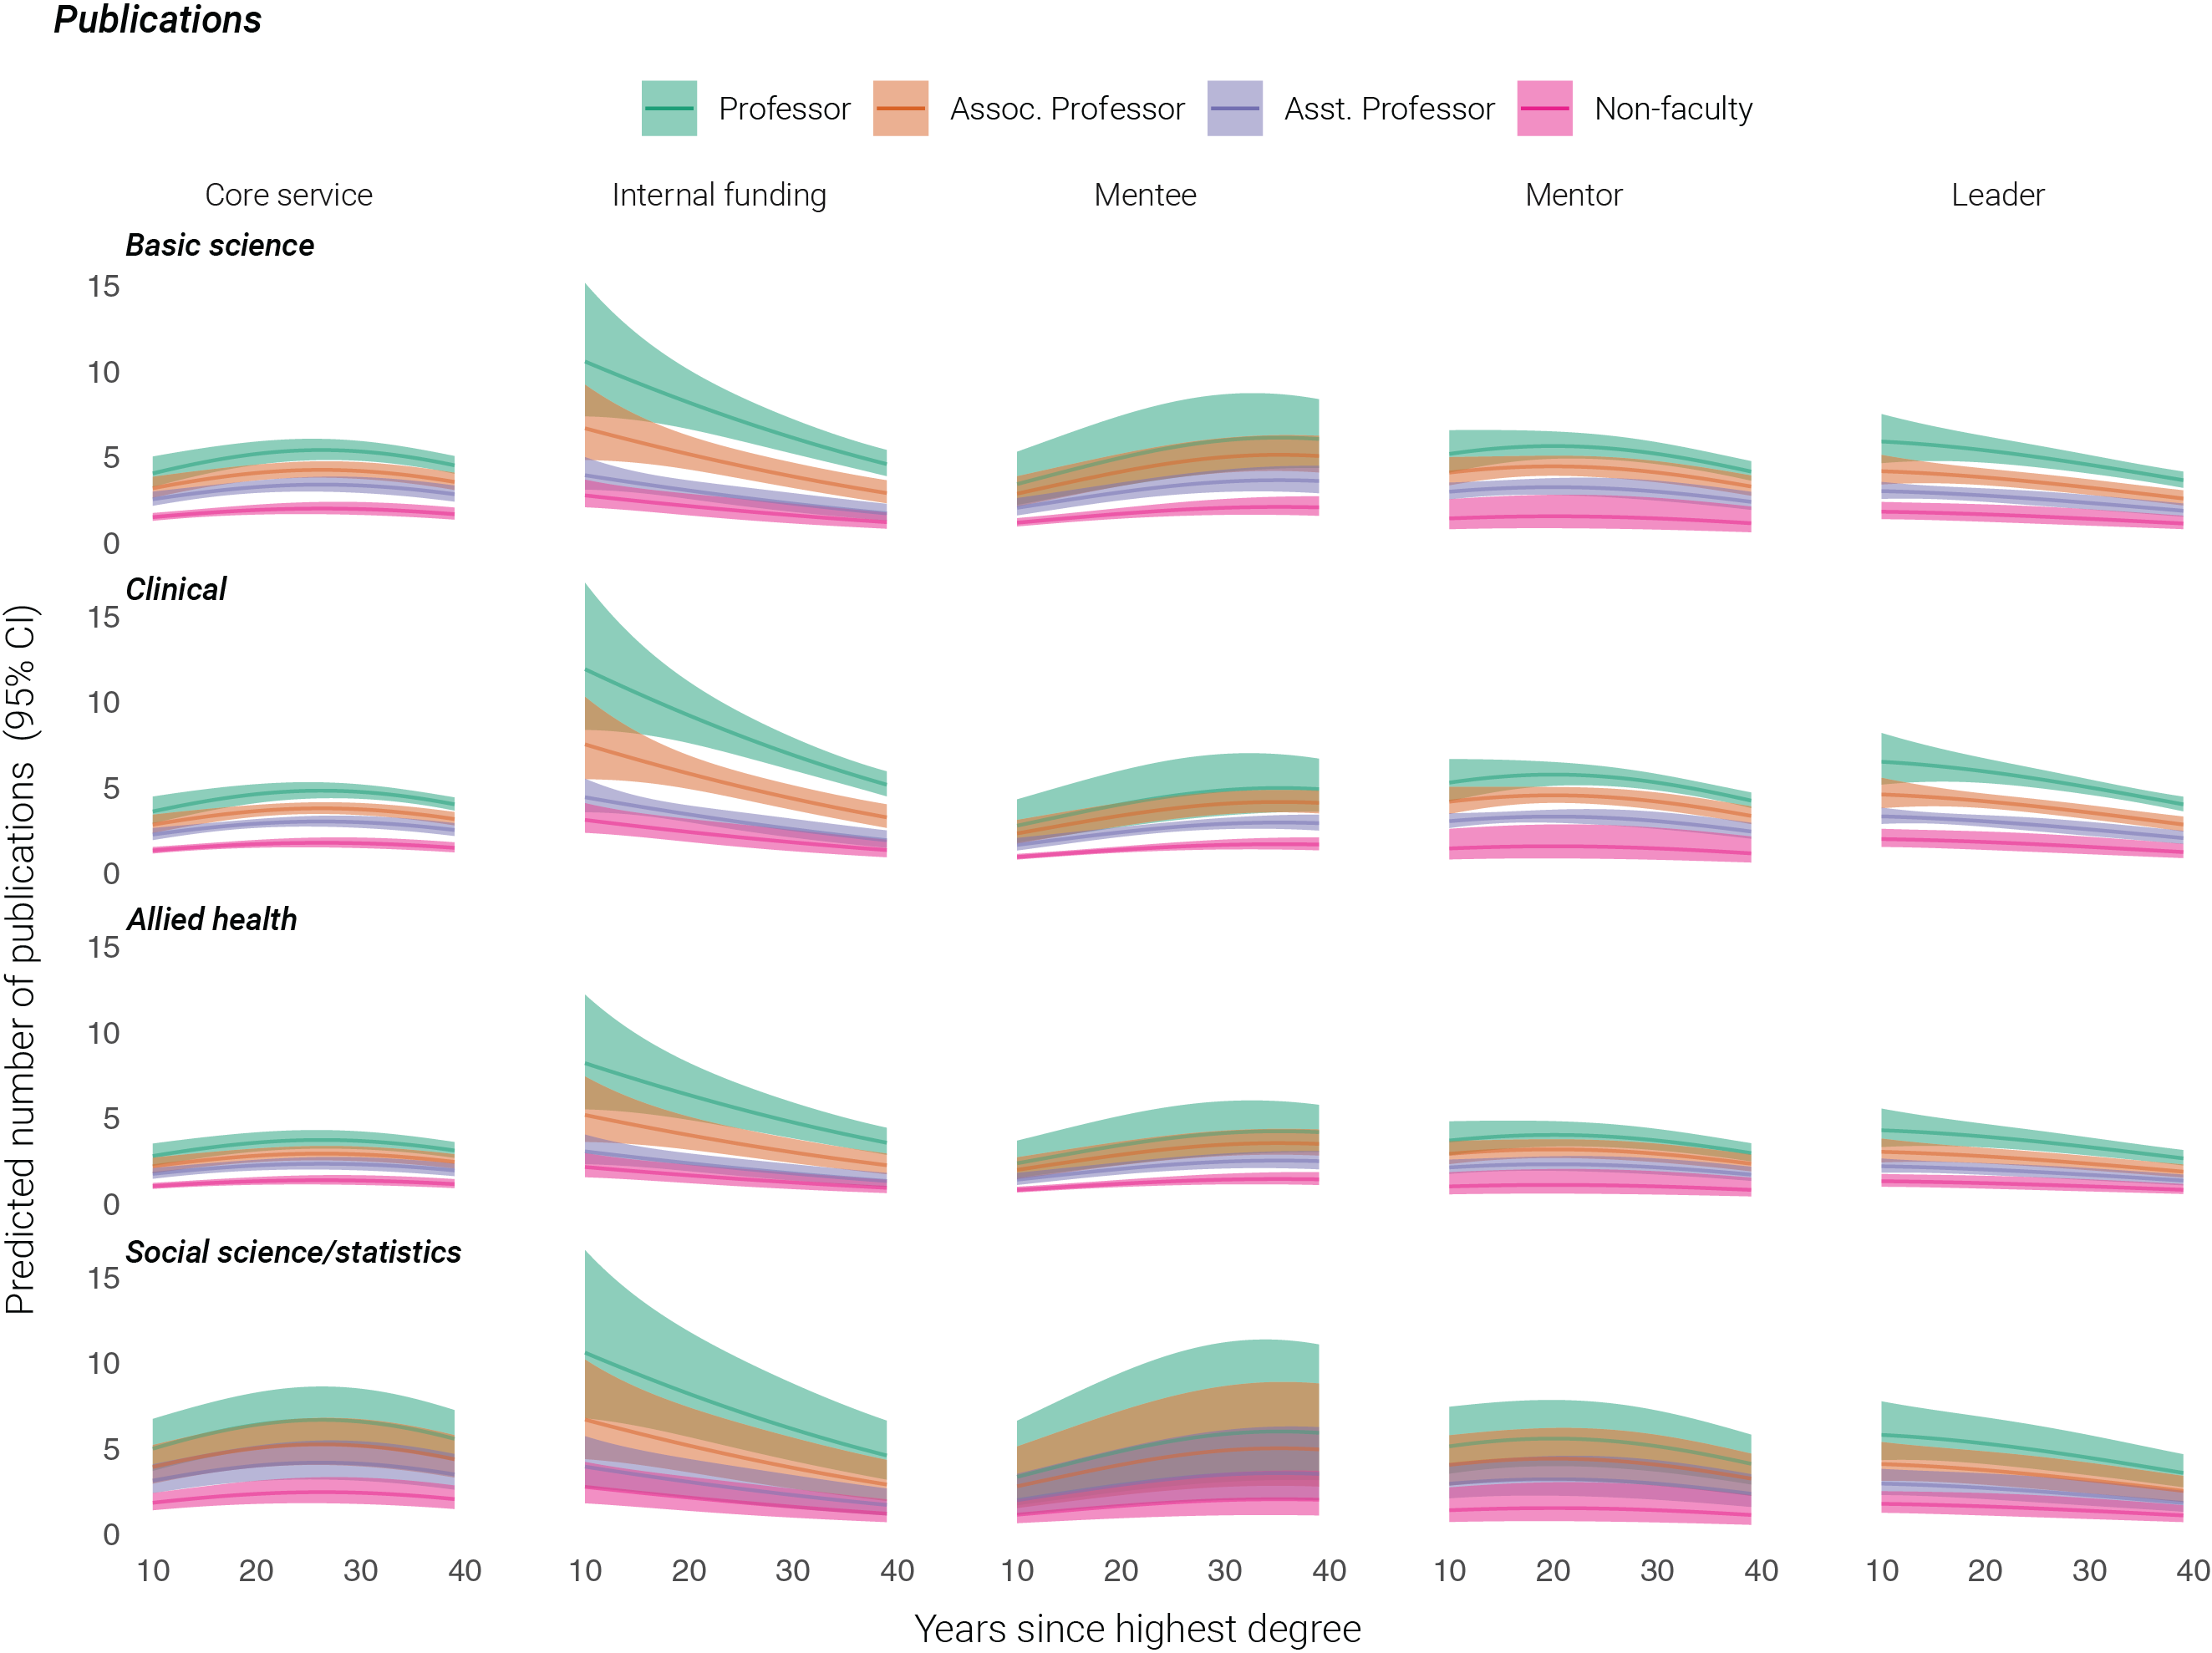 Publications
Professor Assoc. Professor Asst. Professor Non-faculty
Core service Internal funding Mentee Mentor Leader
Basic science
15
10
5
0
Clinical
15
10
5
0
Allied health
15
10
5
0
Social science/statistics
15
10
5
0
Predicted number of publications (95% CI)
10 20 30 40 10 20 30 40 10 20 30 40 10 20 30 40 10 20 30 40
Years since highest degree